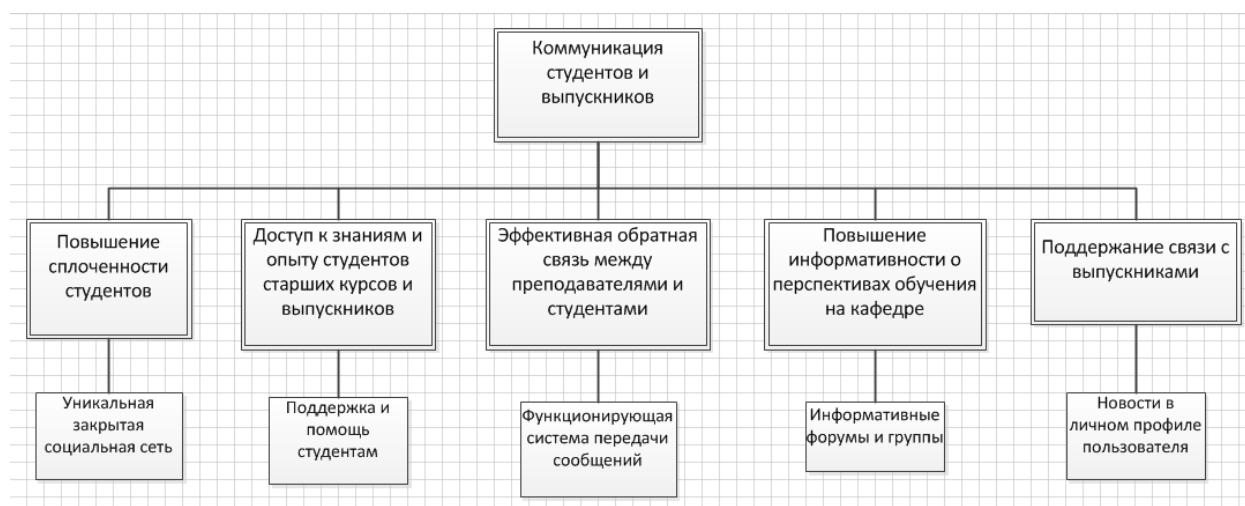 Коммуникация
студентов и
выпускников
Повышение
сплоченности
студентов
Доступ к знаниям и
опыту студентов
старших курсов и
выпускников
Эффективная обратная
связь между
преподавателями и
студентами
Повышение
информативности о
перспективах обучения
на кафедре
Поддержание связи с
выпускниками
Уникальная
закрытая
социальная сеть
Поддержка и
помощь
студентам
Функционирующая
система передачи
сообщений
Информативные
форумы и группы
Новости в
личном профиле
пользователя